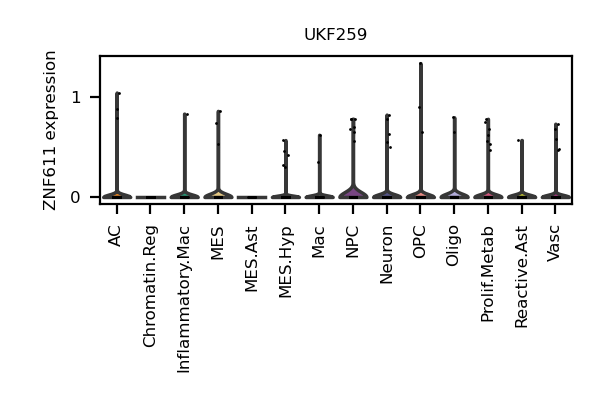 UKF259
ZNF611 expression
1
0
AC
Chromatin.Reg
Inflammatory.Mac
MES
MES.Ast
MES.Hyp
Mac
NPC
Neuron
OPC
Oligo
Prolif.Metab
Reactive.Ast
Vasc